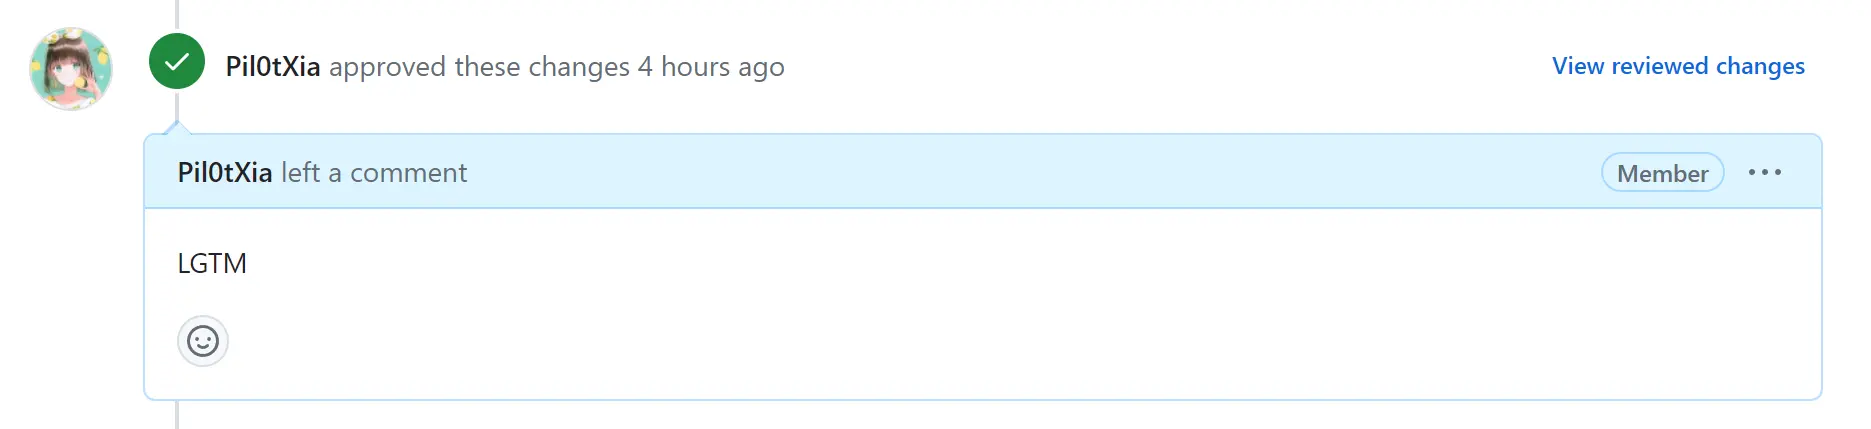 Pil0tXia approved these changes 4 hours ago
View reviewed changes
Pil0tXia left a comment
Member
LGTM